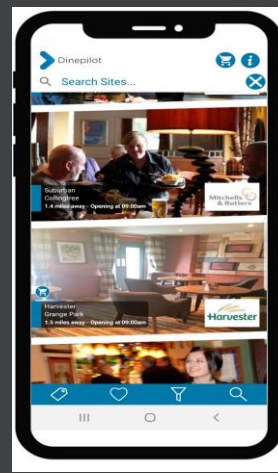 Dinepilot
Search Sites...
Suburban
Collingtree
1.4 miles away - Opening at 09:00am
Mitchells
& Butlers
Harvester
Grange Park
1.5 miles away - Opening at 09:00am
Harvester